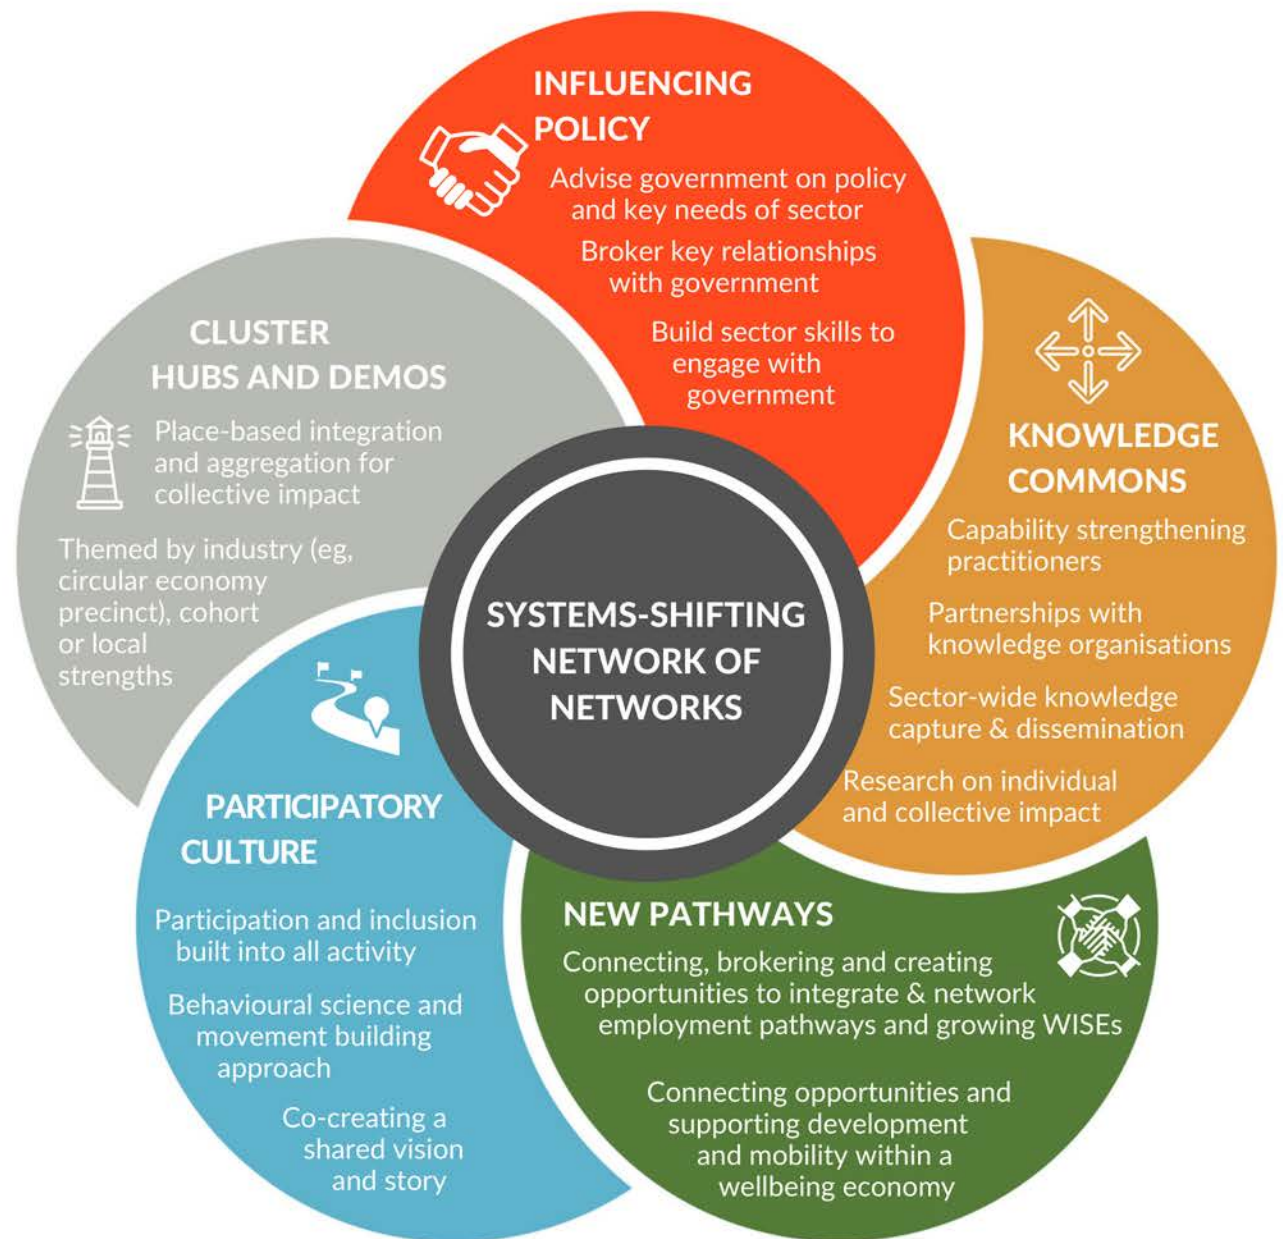 INFLUENCING
POLICY
Advise government on policy
and key needs of sector
Broker key relationships
with government
Build sector skills to
engage with
government
KNOWLEDGE
COMMONS
Capability strengthening
practitioners
Partnerships with
knowledge organisations
Sector-wide knowledge
capture & dissemination
Research on individual
and collective impact
NEW PATHWAYS
Connecting, brokering and creating
opportunities to integrate & network
employment pathways and growing WISEs
Connecting opportunities and
supporting development
and mobility within a
wellbeing economy
PARTICIPATORY
CULTURE
Participation and inclusion
built into all activity
Behavioural science and
movement building
approach
Co-creating a
shared vision
and story
CLUSTER
HUBS AND DEMOS
Place-based integration
and aggregation for
collective impact
Themed by industry (eg,
circular economy
precinct), cohort
or local
strengths
SYSTEMS-SHIFTING
NETWORK OF
NETWORKS